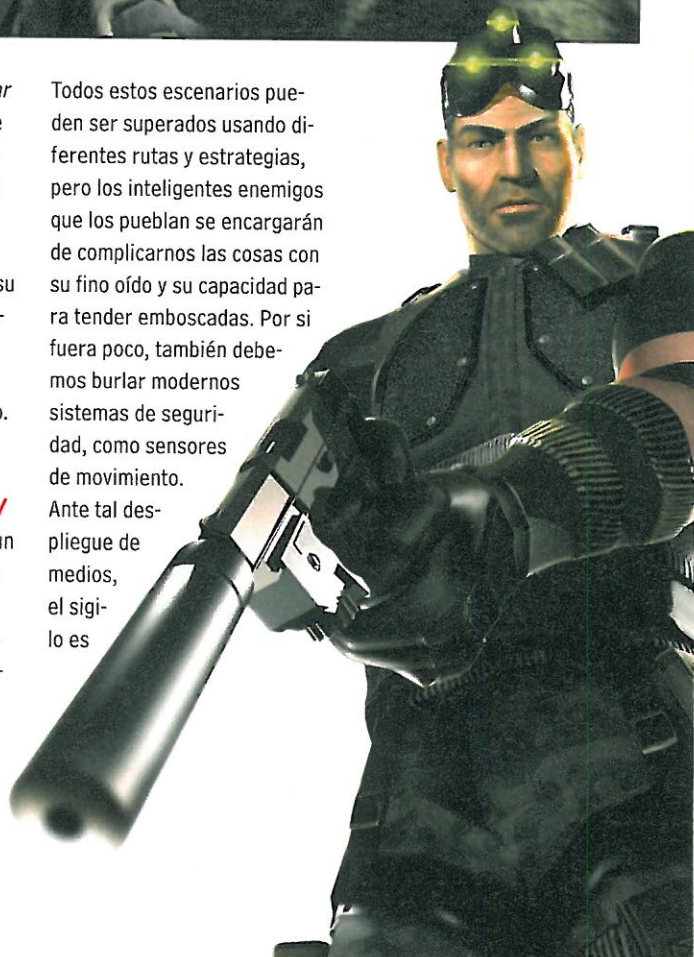 ar
e
su
-
o.
/
un
-
Todos estos escenarios pue-
den ser superados usando di-
ferentes rutas y estrategias,
pero los inteligentes enemigos
que los pueblan se encargarán
de complicarnos las cosas con
su fino oído y su capacidad pa-
ra tender emboscadas. Por si
fuera poco, también debe-
mos burlar modernos
sistemas de seguri-
dad, como sensores
de movimiento.
Ante tal des-
pliegue de
medios,
el sigi-
lo es